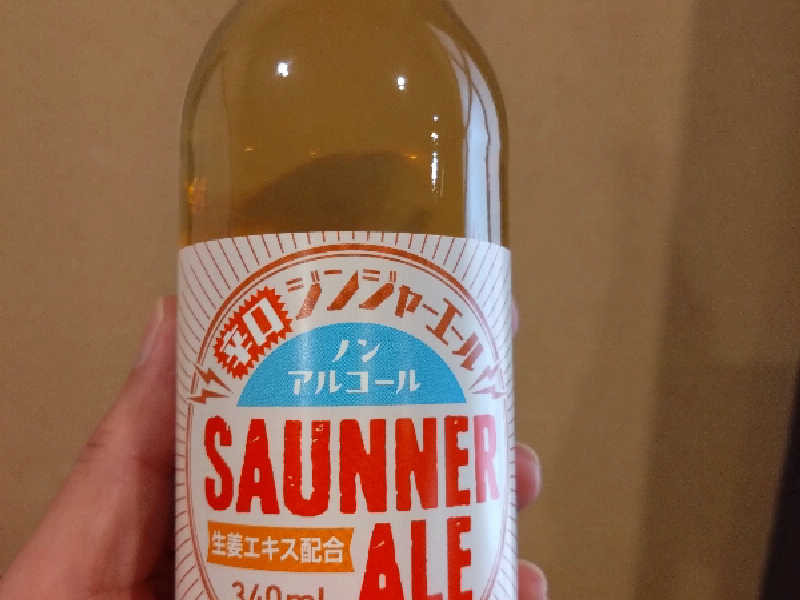 辛口ジンジャーエール
ノン
アルコール
SAUNNER
生姜エキス配合
ALE
340ml